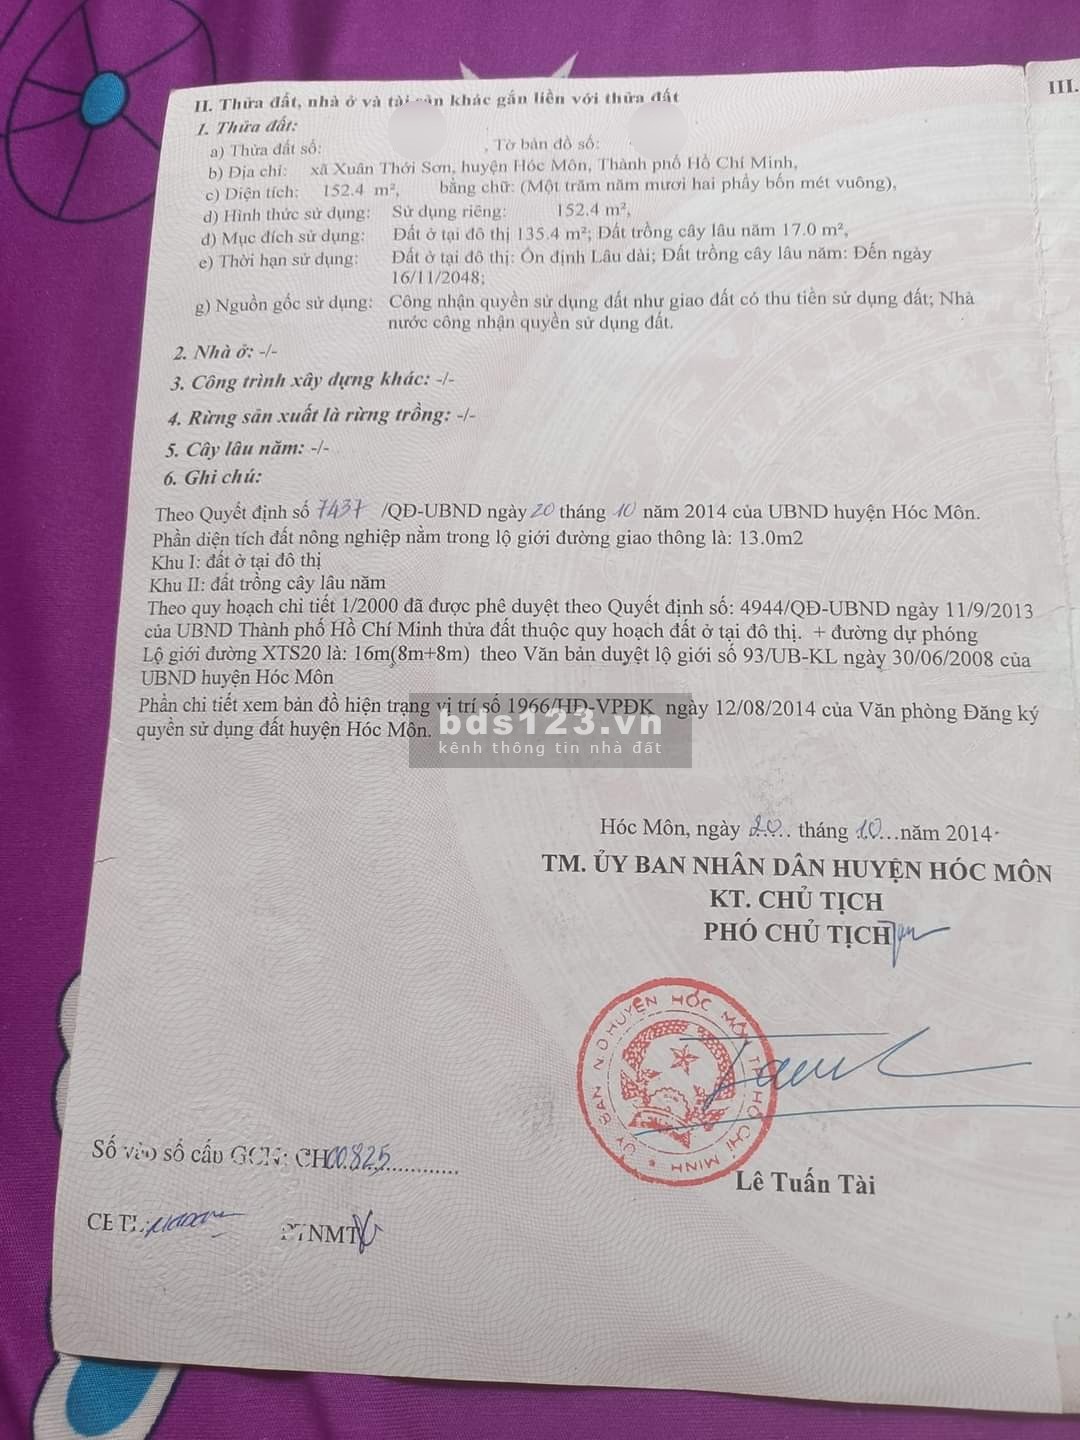 II. Thửa đất, nhà ở và tài sản khác gắn liền với thửa đất
III.
1. Thửa đất:
a) Thửa đất số: , Tờ bản đồ số:
b) Địa chỉ: xã Xuân Thới Sơn, huyện Hóc Môn, Thành phố Hồ Chí Minh,
c) Diện tích: 152.4 m², bằng chữ: (Một trăm năm mươi hai phẩy bốn mét vuông),
d) Hình thức sử dụng: Sử dụng riêng: 152.4 m²,
đ) Mục đích sử dụng: Đất ở tại đô thị 135.4 m²; Đất trồng cây lâu năm 17.0 m²,
e) Thời hạn sử dụng: Đất ở tại đô thị: Ổn định Lâu dài; Đất trồng cây lâu năm: Đến ngày
16/11/2048;
g) Nguồn gốc sử dụng: Công nhận quyền sử dụng đất như giao đất có thu tiền sử dụng đất; Nhà
nước công nhận quyền sử dụng đất.
2. Nhà ở: -/-
3. Công trình xây dựng khác: -/-
4. Rừng sản xuất là rừng trồng: -/-
5. Cây lâu năm: -/-
6. Ghi chú:
Theo Quyết định số 7437 /QĐ-UBND ngày 20 tháng 10 năm 2014 của UBND huyện Hóc Môn.
Phần diện tích đất nông nghiệp nằm trong lộ giới đường giao thông là: 13.0m2
Khu I: đất ở tại đô thị
Khu II: đất trồng cây lâu năm
Theo quy hoạch chi tiết 1/2000 đã được phê duyệt theo Quyết định số: 4944/QĐ-UBND ngày 11/9/2013
của UBND Thành phố Hồ Chí Minh thửa đất thuộc quy hoạch đất ở tại đô thị. + đường dự phóng
Lộ giới đường XTS20 là: 16m(8m+8m) theo Văn bản duyệt lộ giới số 93/UB-KL ngày 30/06/2008 của
UBND huyện Hóc Môn
Phần chi tiết xem bản đồ hiện trạng vị trí số 1966/HĐ-VPĐK ngày 12/08/2014 của Văn phòng Đăng ký
quyền sử dụng đất huyện Hóc Môn.
bds123.vn
kênh thông tin nhà đất
Hóc Môn, ngày 20 tháng 10 năm 2014
TM. ỦY BAN NHÂN DÂN HUYỆN HÓC MÔN
KT. CHỦ TỊCH
PHÓ CHỦ TỊCH
ỦY BAN N.D HUYỆN HÓC MÔN T.P HỒ CHÍ MINH
Lê Tuấn Tài
Số vào sổ cấp GCN: CH00825
PTNMT